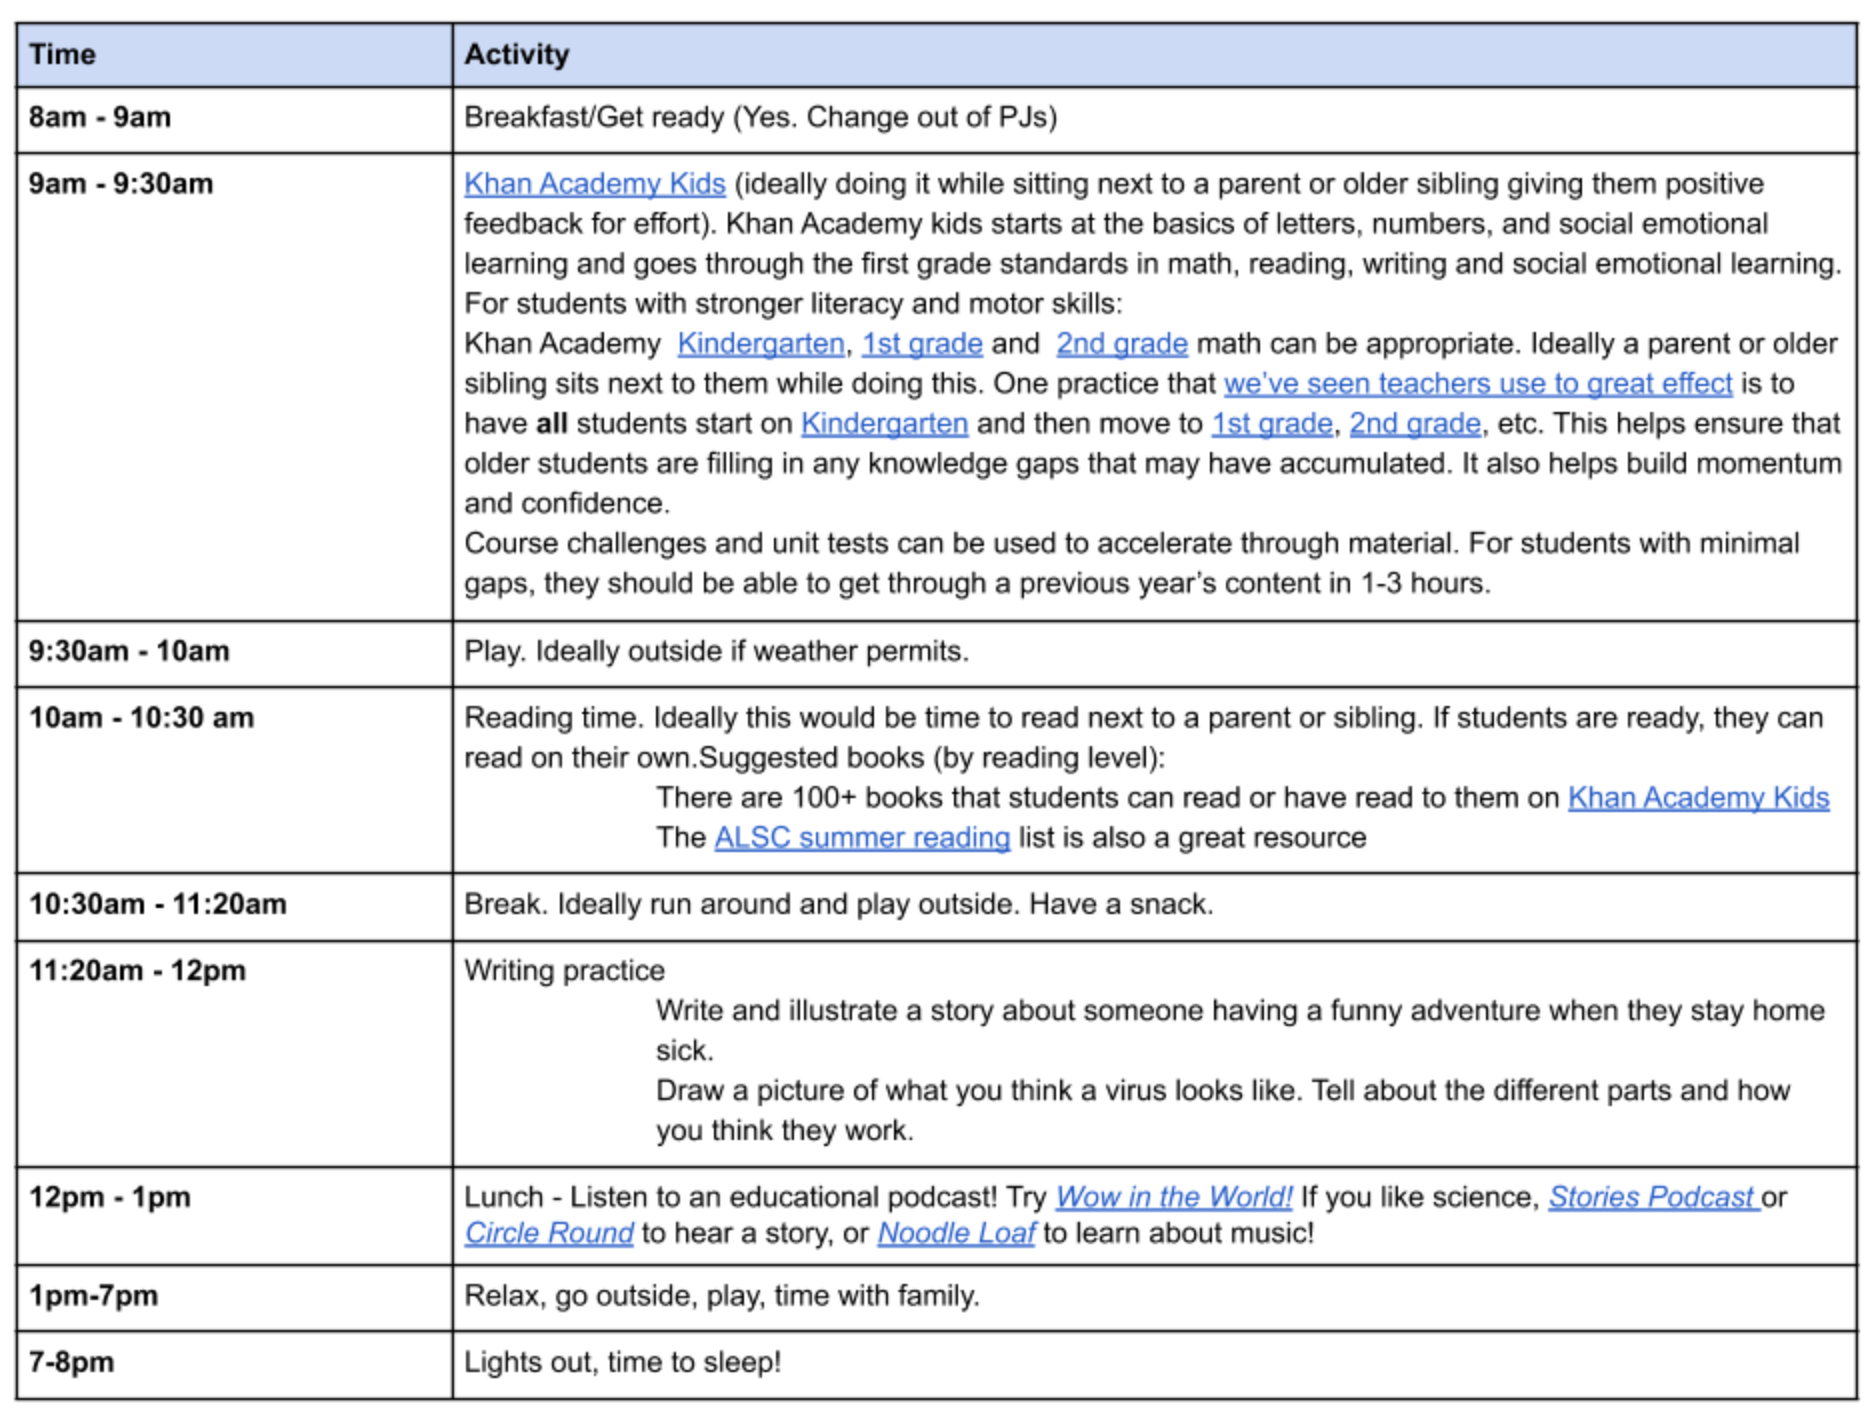 Time Activity
8am - 9am Breakfast/Get ready (Yes. Change out of PJs)
9am - 9:30am Khan Academy Kids (ideally doing it while sitting next to a parent or older sibling giving them positive
feedback for effort). Khan Academy kids starts at the basics of letters, numbers, and social emotional
learning and goes through the first grade standards in math, reading, writing and social emotional learning.
For students with stronger literacy and motor skills:
Khan Academy Kindergarten, 1st grade and 2nd grade math can be appropriate. Ideally a parent or older
sibling sits next to them while doing this. One practice that we've seen teachers use to great effect is to
have all students start on Kindergarten and then move to 1st grade, 2nd grade, etc. This helps ensure that
older students are filling in any knowledge gaps that may have accumulated. It also helps build momentum
and confidence.
Course challenges and unit tests can be used to accelerate through material. For students with minimal
gaps, they should be able to get through a previous year's content in 1-3 hours.
9:30am - 10am Play. Ideally outside if weather permits.
10am - 10:30 am Reading time. Ideally this would be time to read next to a parent or sibling. If students are ready, they can
read on their own.Suggested books (by reading level):
There are 100+ books that students can read or have read to them on Khan Academy Kids
The ALSC summer reading list is also a great resource
10:30am - 11:20am Break. Ideally run around and play outside. Have a snack.
11:20am - 12pm Writing practice
Write and illustrate a story about someone having a funny adventure when they stay home
sick.
Draw a picture of what you think a virus looks like. Tell about the different parts and how
you think they work.
12pm - 1pm Lunch - Listen to an educational podcast! Try Wow in the World! If you like science, Stories Podcast or
Circle Round to hear a story, or Noodle Loaf to learn about music!
1pm-7pm Relax, go outside, play, time with family.
7-8pm Lights out, time to sleep!